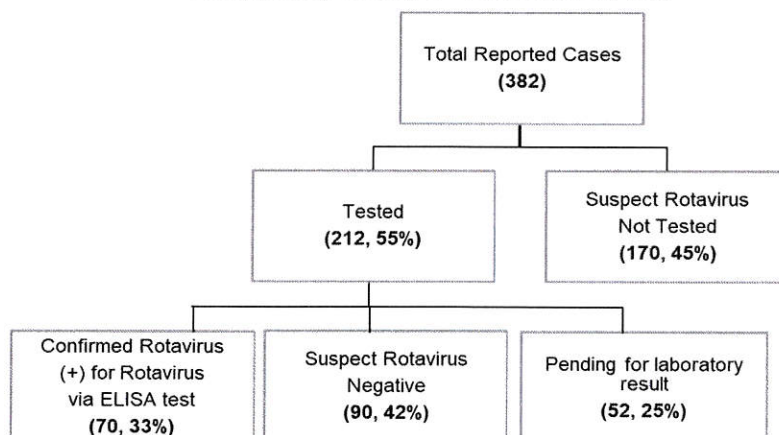 Total Reported Cases
(382)
Tested
(212, 55%)
Suspect Rotavirus
Not Tested
(170, 45%)
Confirmed Rotavirus
(+) for Rotavirus
via ELISA test
(70, 33%)
Suspect Rotavirus
Negative
(90, 42%)
Pending for laboratory
result
(52, 25%)